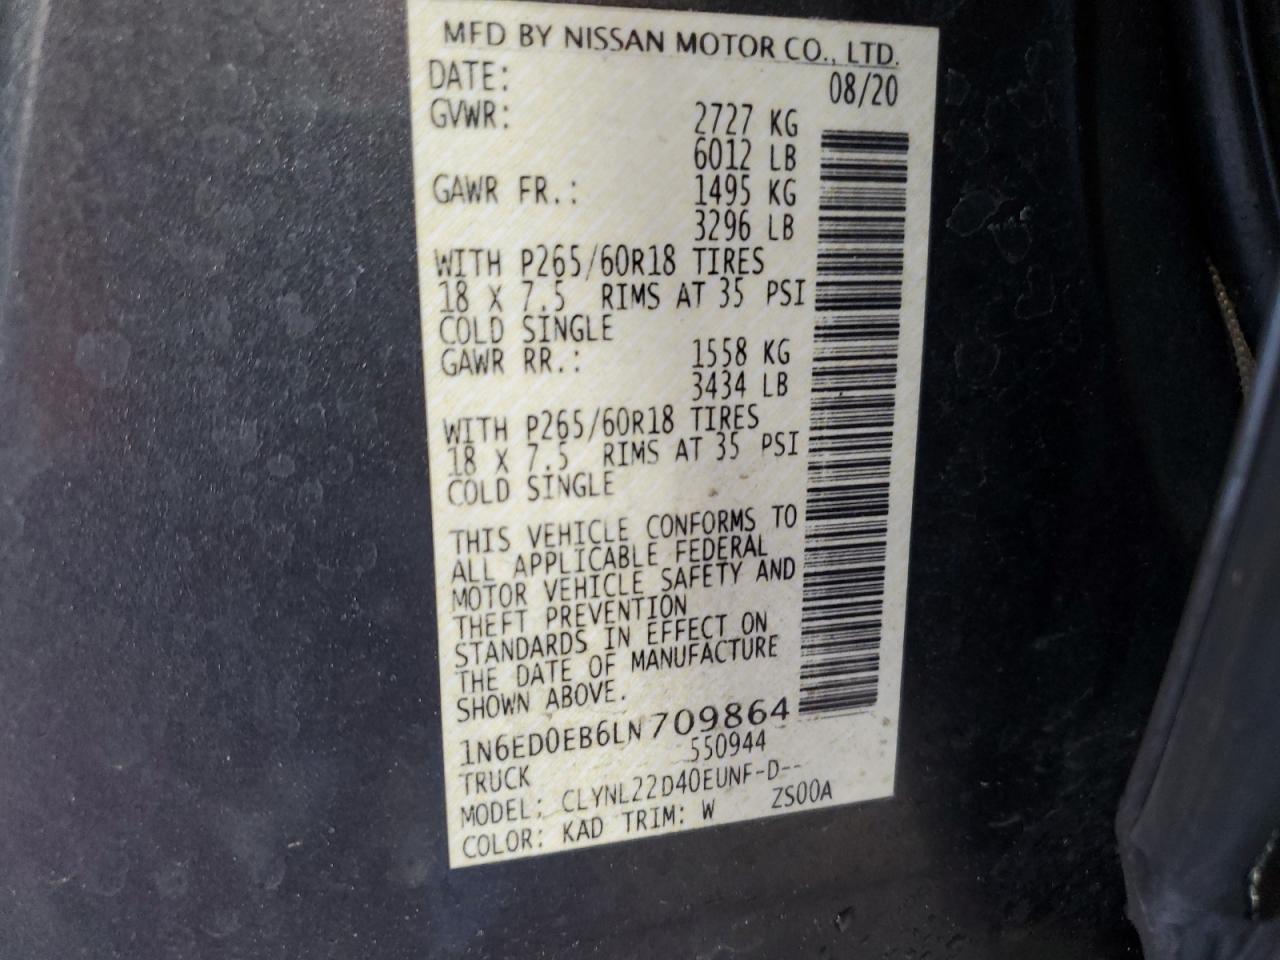 MFD BY NISSAN MOTOR CO., LTD.
DATE: 08/20
GVWR: 2727 KG
6012 LB
GAWR FR.: 1495 KG
3296 LB
WITH P265/60R18 TIRES
18 X 7.5 RIMS AT 35 PSI
COLD SINGLE
GAWR RR.: 1558 KG
3434 LB
WITH P265/60R18 TIRES
18 X 7.5 RIMS AT 35 PSI
COLD SINGLE
THIS VEHICLE CONFORMS TO
ALL APPLICABLE FEDERAL
MOTOR VEHICLE SAFETY AND
THEFT PREVENTION
STANDARDS IN EFFECT ON
THE DATE OF MANUFACTURE
SHOWN ABOVE.
1N6ED0EB6LN709864
TRUCK 550944
MODEL: CLYNL22D40EUNF-D--
COLOR: KAD TRIM: W ZS00A